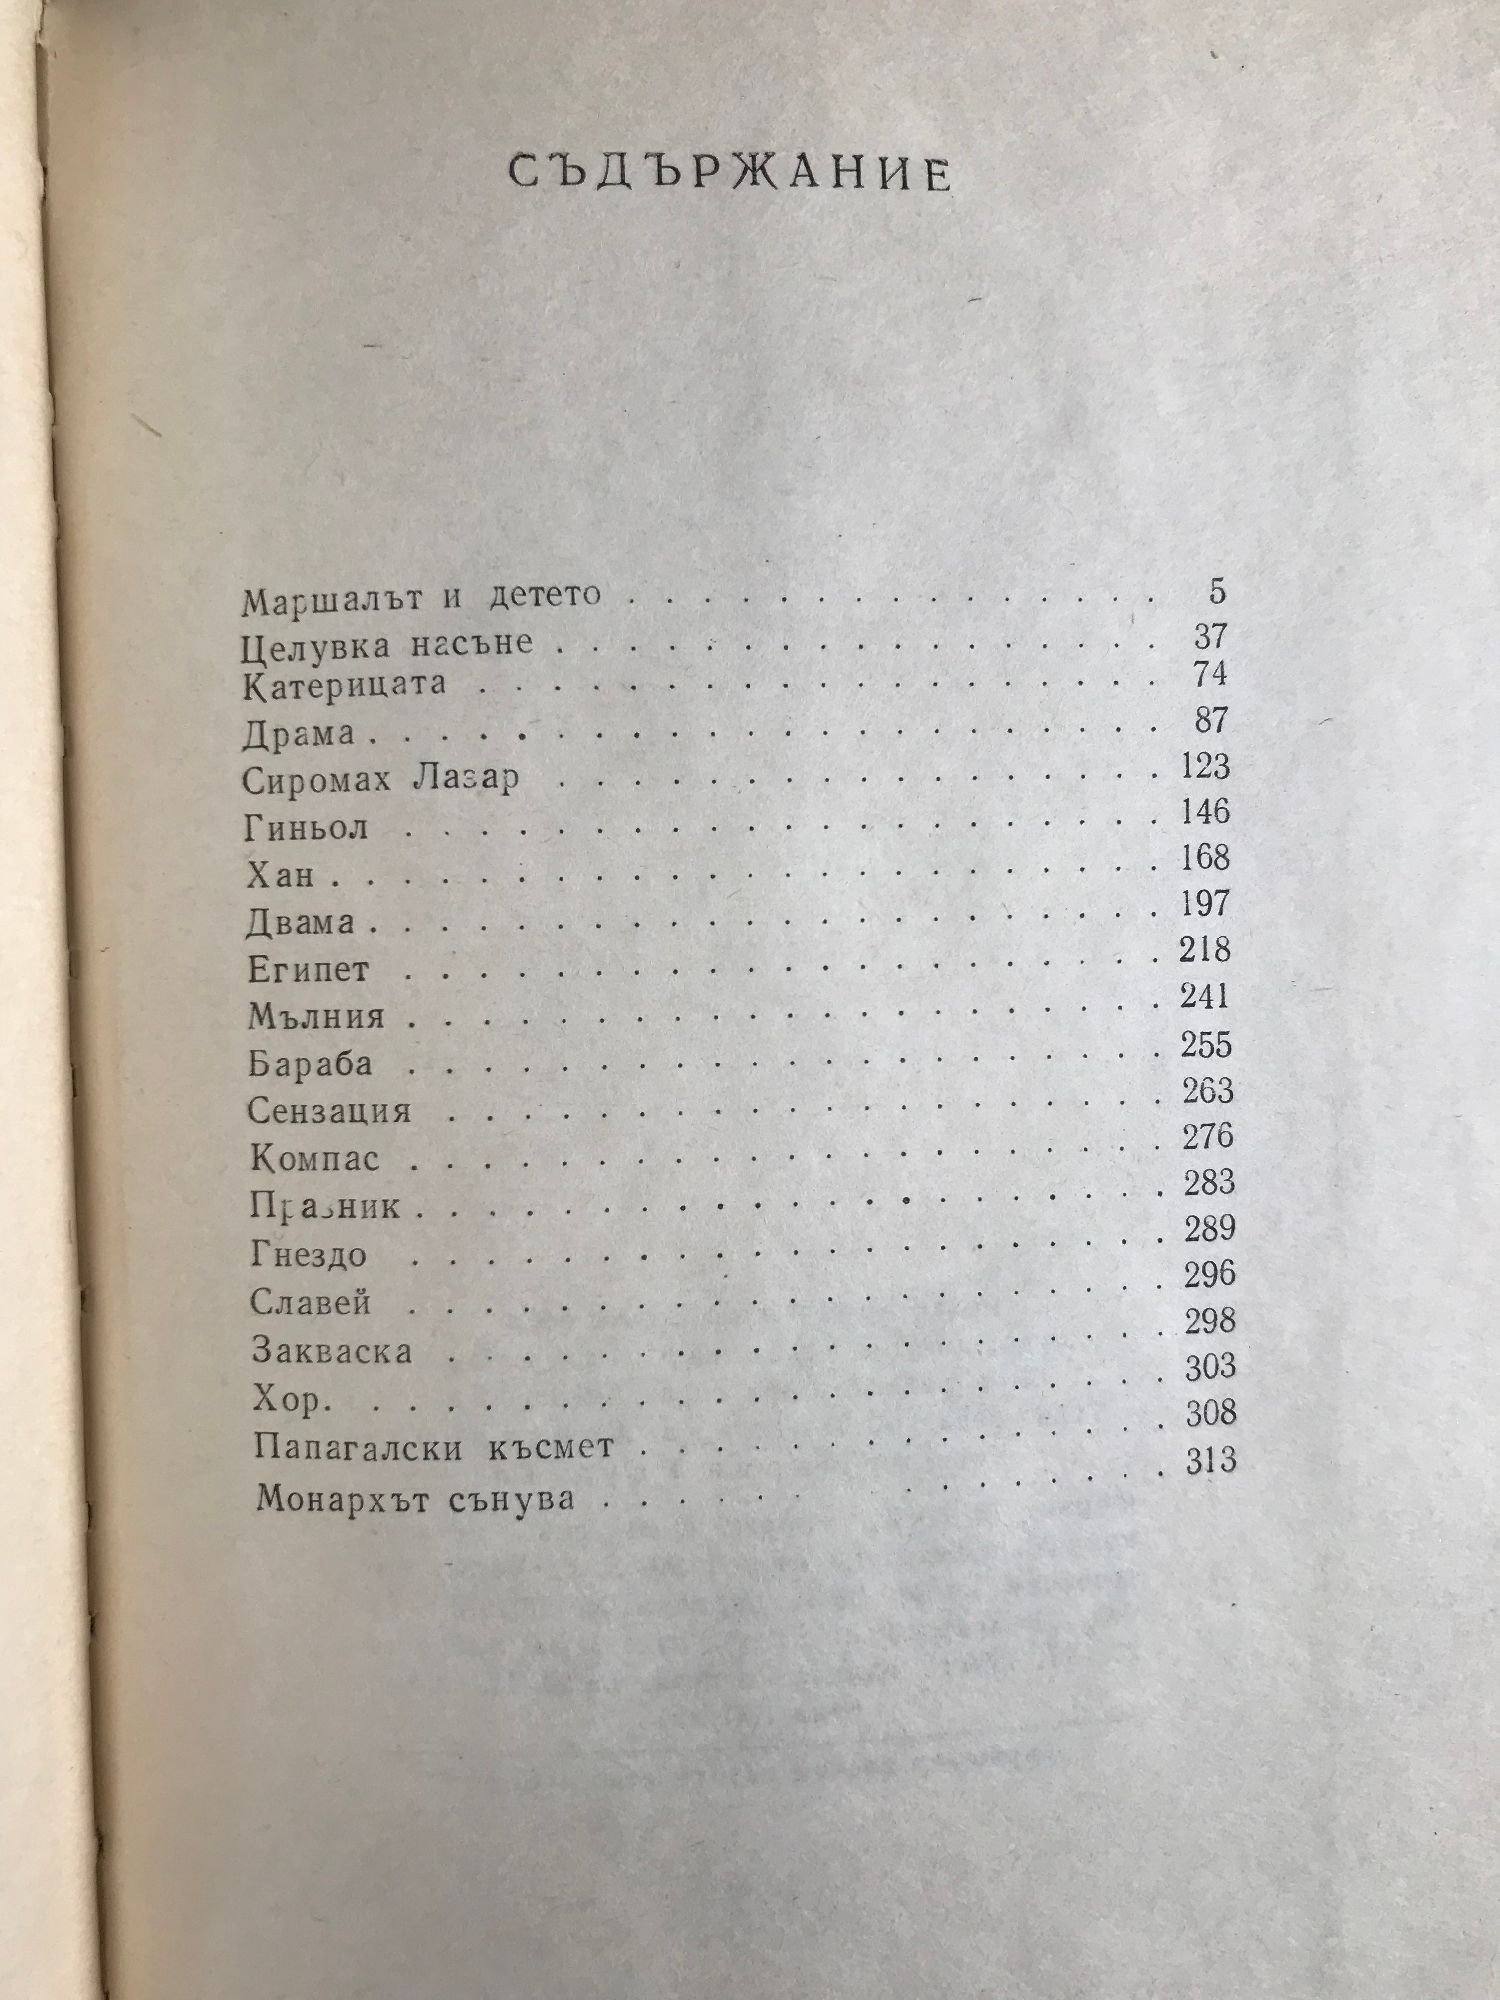 СЪДЪРЖАНИЕ
Маршалът и детето . . . . . . . . . . . . . . . 5
Целувка насъне . . . . . . . . . . . . . . . . . 37
Катерицата . . . . . . . . . . . . . . . . . . . 74
Драма . . . . . . . . . . . . . . . . . . . . . . 87
Сиромах Лазар . . . . . . . . . . . . . . . . . 123
Гиньол . . . . . . . . . . . . . . . . . . . . . 146
Хан . . . . . . . . . . . . . . . . . . . . . . . 168
Двама . . . . . . . . . . . . . . . . . . . . . . 197
Египет . . . . . . . . . . . . . . . . . . . . . 218
Мълния . . . . . . . . . . . . . . . . . . . . . 241
Бараба . . . . . . . . . . . . . . . . . . . . . 255
Сензация . . . . . . . . . . . . . . . . . . . . 263
Компас . . . . . . . . . . . . . . . . . . . . . 276
Празник . . . . . . . . . . . . . . . . . . . . . 283
Гнездо . . . . . . . . . . . . . . . . . . . . . 289
Славей . . . . . . . . . . . . . . . . . . . . . 296
Закваска . . . . . . . . . . . . . . . . . . . . 298
Хор. . . . . . . . . . . . . . . . . . . . . . . 303
Папагалски късмет . . . . . . . . . . . . . . . 308
Монархът сънува . . . . . . . . . . . . . . . 313